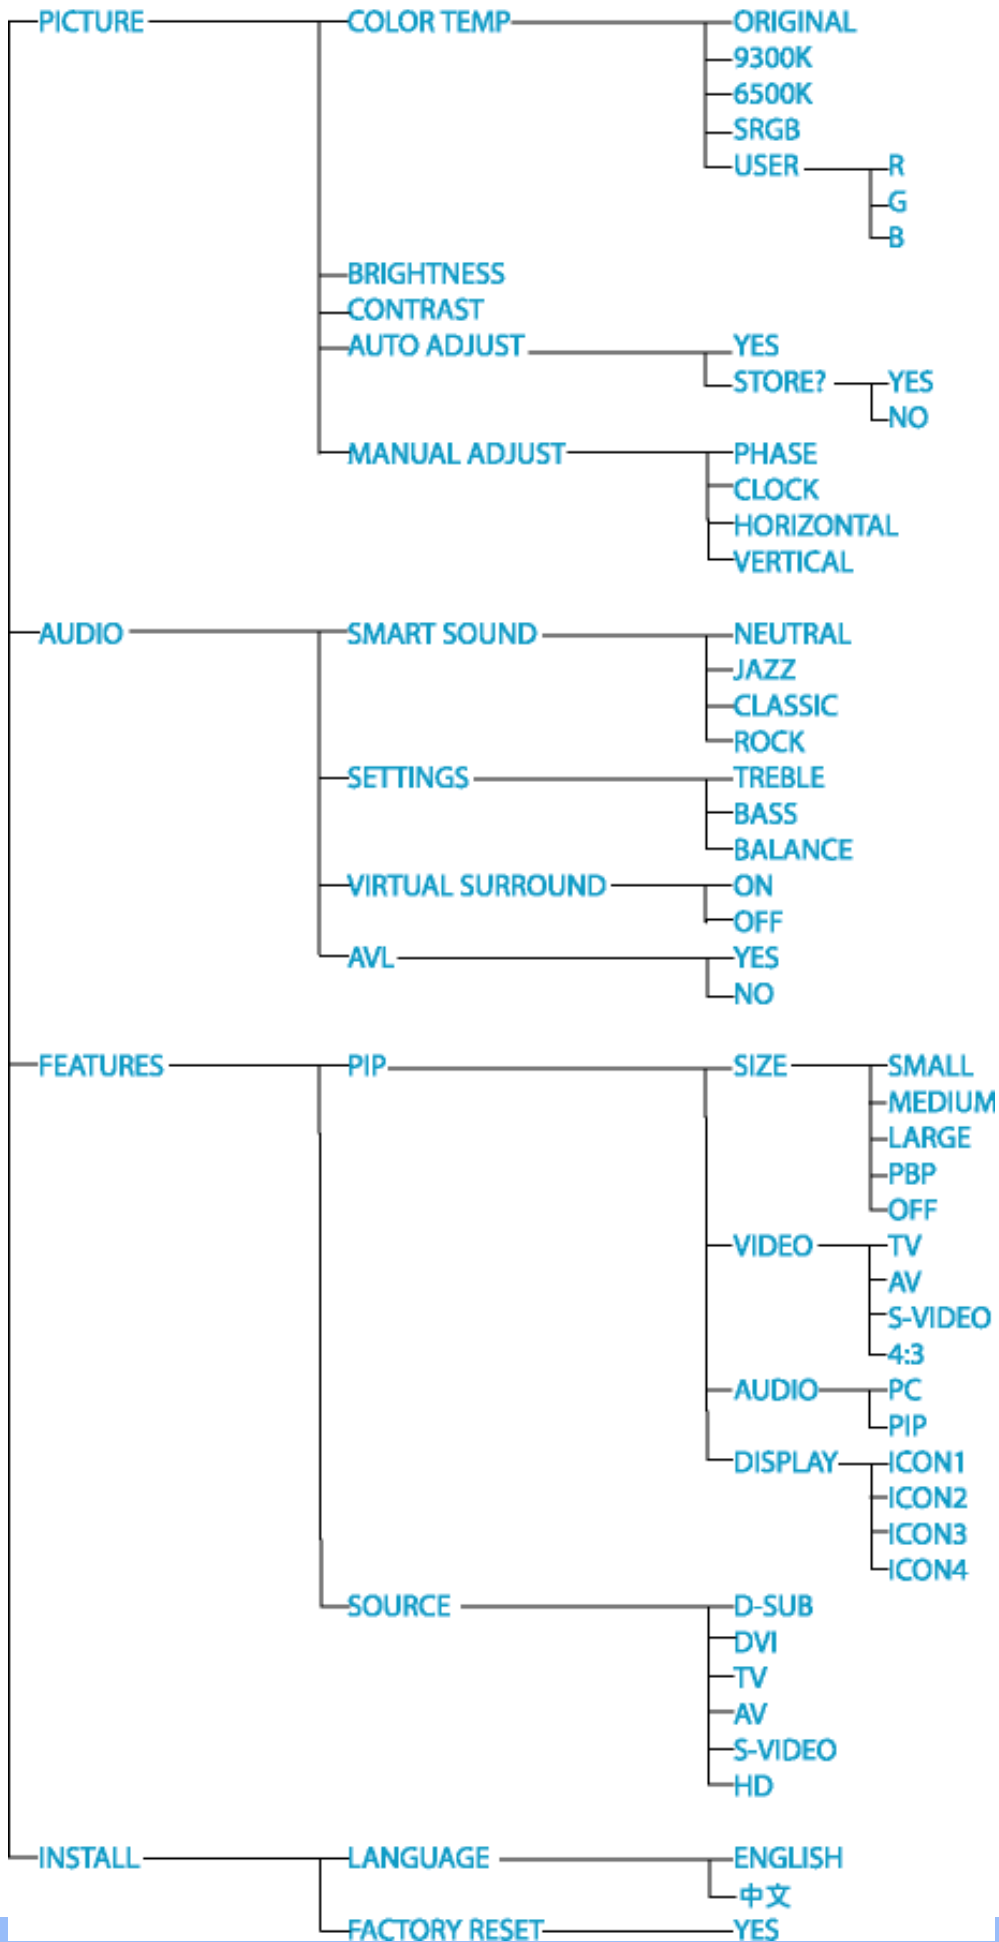 PICTURE COLOR TEMP ORIGINAL
9300K
6500K
SRGB
USER R
G
B
BRIGHTNESS
CONTRAST
AUTO ADJUST YES
STORE? YES
NO
MANUAL ADJUST PHASE
CLOCK
HORIZONTAL
VERTICAL
AUDIO SMART SOUND NEUTRAL
JAZZ
CLASSIC
ROCK
SETTINGS TREBLE
BASS
BALANCE
VIRTUAL SURROUND ON
OFF
AVL YES
NO
FEATURES PIP SIZE SMALL
MEDIUM
LARGE
PBP
OFF
VIDEO TV
AV
S-VIDEO
4:3
AUDIO PC
PIP
DISPLAY ICON1
ICON2
ICON3
ICON4
SOURCE D-SUB
DVI
TV
AV
S-VIDEO
HD
INSTALL LANGUAGE ENGLISH
中文
FACTORY RESET YES